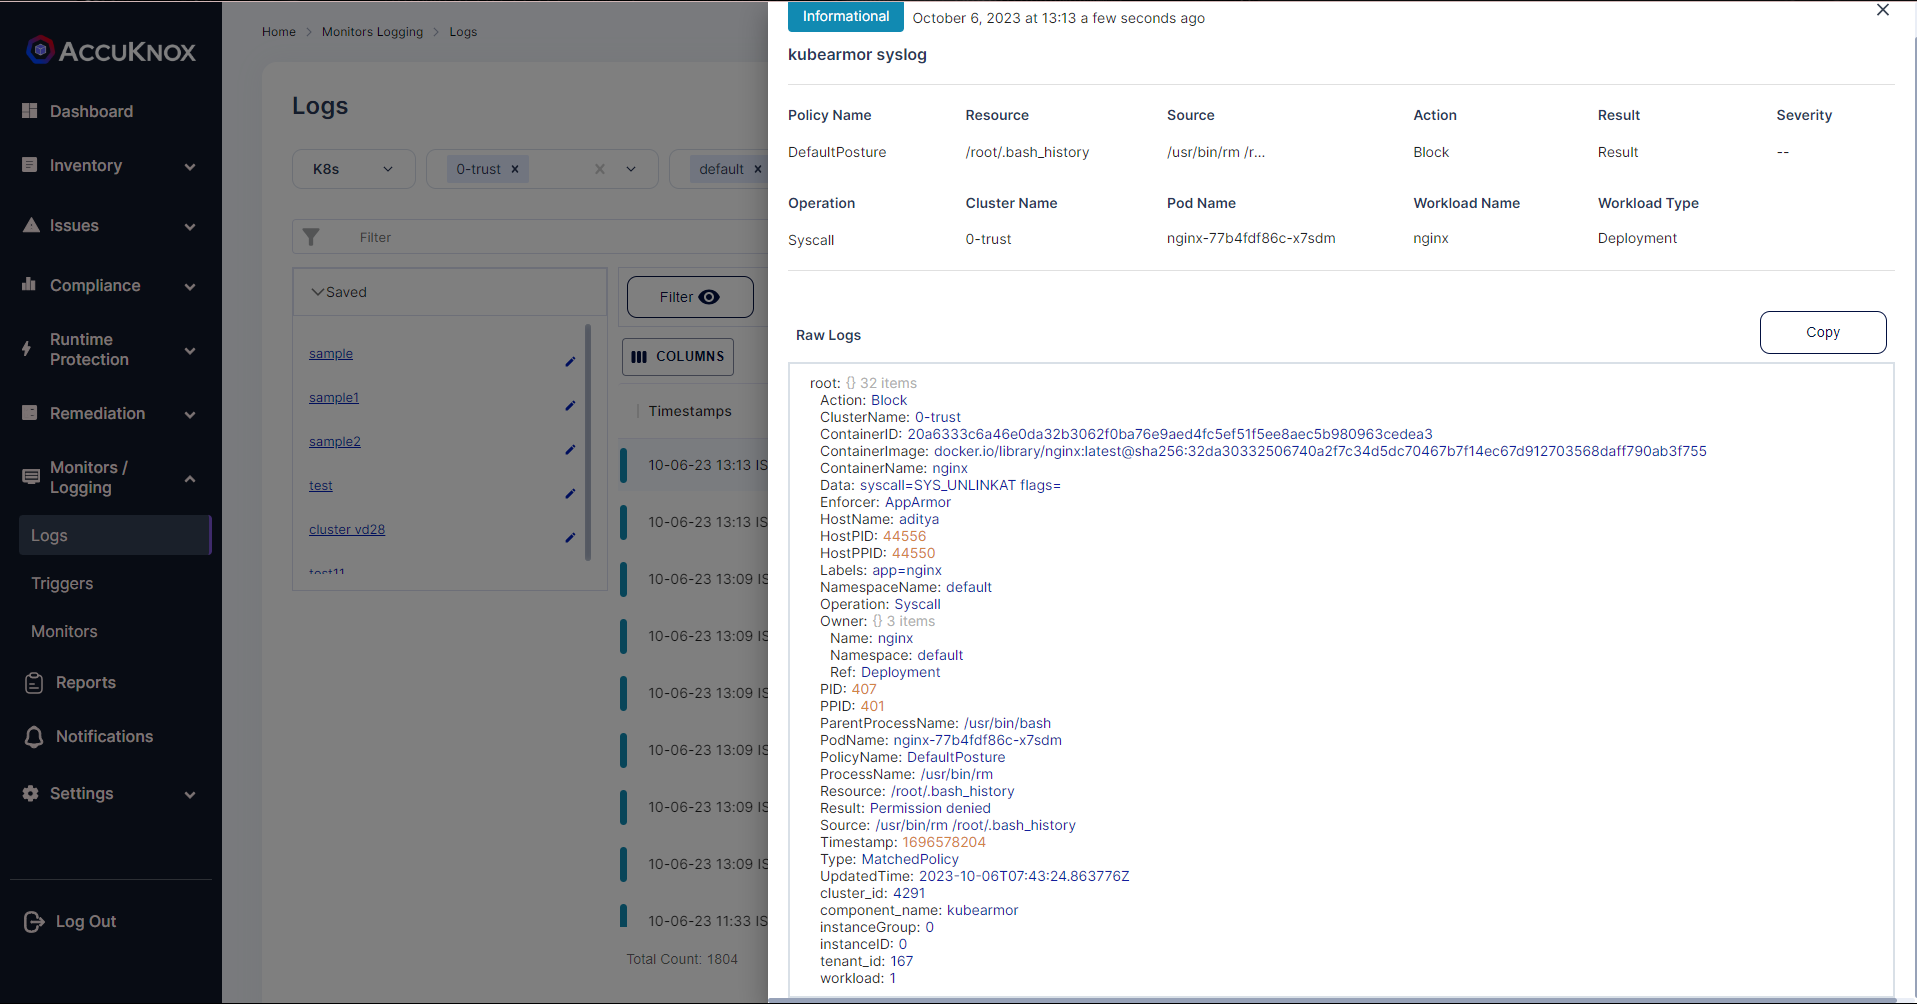 AccuKnox
Dashboard
Inventory
Issues
Compliance
Runtime
Protection
Remediation
Monitors /
Logging
Logs
Triggers
Monitors
Reports
Notifications
Settings
Log Out
Home > Monitors Logging > Logs
Logs
K8s
0-trust ×
default ×
Filter
Saved
sample
sample1
sample2
test
cluster vd28
test11
Filter
COLUMNS
Timestamps
10-06-23 13:13 IS
10-06-23 13:13 IS
10-06-23 13:09 IS
10-06-23 13:09 IS
10-06-23 13:09 IS
10-06-23 13:09 IS
10-06-23 13:09 IS
10-06-23 13:09 IS
10-06-23 11:33 IS
Total Count: 1804
Informational October 6, 2023 at 13:13 a few seconds ago
kubearmor syslog
Policy Name Resource Source Action Result Severity
DefaultPosture /root/.bash_history /usr/bin/rm /r... Block Result --
Operation Cluster Name Pod Name Workload Name Workload Type
Syscall 0-trust nginx-77b4fdf86c-x7sdm nginx Deployment
Raw Logs
Copy
root: {} 32 items
Action: Block
ClusterName: 0-trust
ContainerID: 20a6333c6a46e0da32b3062f0ba76e9aed4fc5ef51f5ee8aec5b980963cedea3
ContainerImage: docker.io/library/nginx:latest@sha256:32da30332506740a2f7c34d5dc70467b7f14ec67d912703568daff790ab3f755
ContainerName: nginx
Data: syscall=SYS_UNLINKAT flags=
Enforcer: AppArmor
HostName: aditya
HostPID: 44556
HostPPID: 44550
Labels: app=nginx
NamespaceName: default
Operation: Syscall
Owner: {} 3 items
Name: nginx
Namespace: default
Ref: Deployment
PID: 407
PPID: 401
ParentProcessName: /usr/bin/bash
PodName: nginx-77b4fdf86c-x7sdm
PolicyName: DefaultPosture
ProcessName: /usr/bin/rm
Resource: /root/.bash_history
Result: Permission denied
Source: /usr/bin/rm /root/.bash_history
Timestamp: 1696578204
Type: MatchedPolicy
UpdatedTime: 2023-10-06T07:43:24.863776Z
cluster_id: 4291
component_name: kubearmor
instanceGroup: 0
instanceID: 0
tenant_id: 167
workload: 1